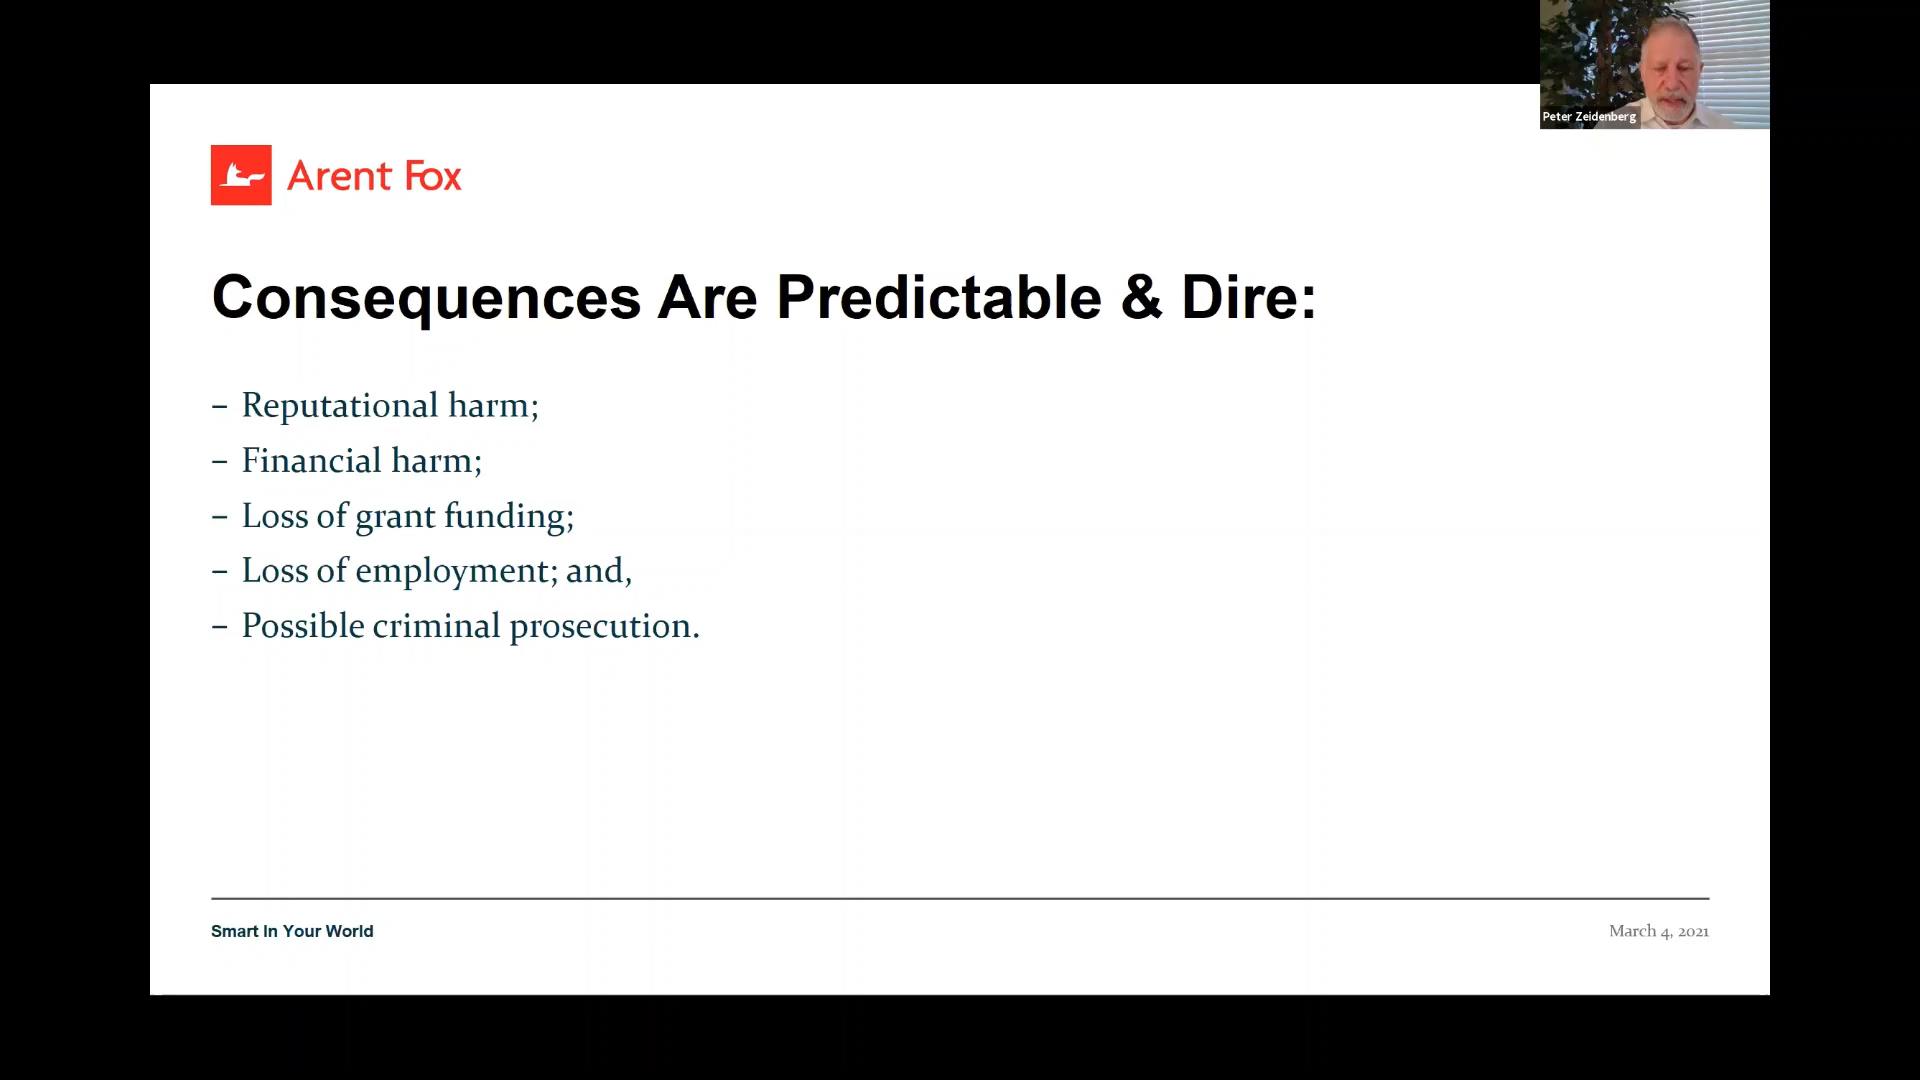 Peter Zeidenberg
Arent Fox
Consequences Are Predictable & Dire:
– Reputational harm;
– Financial harm;
– Loss of grant funding;
– Loss of employment; and,
– Possible criminal prosecution.
Smart In Your World
March 4, 2021